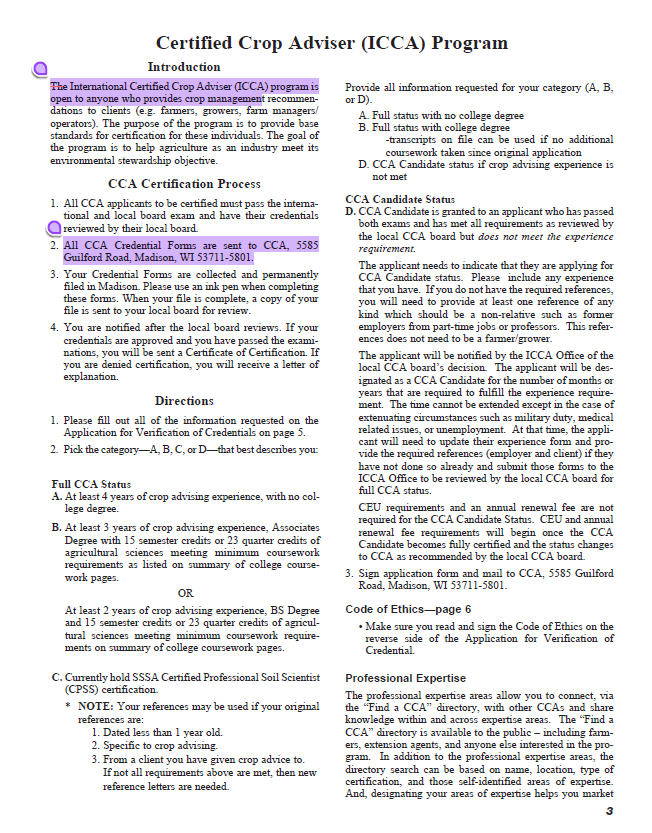 Certified Crop Adviser (ICCA) Program
Introduction
The International Certified Crop Adviser (ICCA) program is
open to anyone who provides crop management recommen-
dations to clients (e.g. farmers, growers, farm managers/
operators). The purpose of the program is to provide base
standards for certification for these individuals. The goal of
the program is to help agriculture as an industry meet its
environmental stewardship objective.
CCA Certification Process
1. All CCA applicants to be certified must pass the interna-
tional and local board exam and have their credentials
reviewed by their local board.
2. All CCA Credential Forms are sent to CCA, 5585
Guilford Road, Madison, WI 53711-5801.
3. Your Credential Forms are collected and permanently
filed in Madison. Please use an ink pen when completing
these forms. When your file is complete, a copy of your
file is sent to your local board for review.
4. You are notified after the local board reviews. If your
credentials are approved and you have passed the exami-
nations, you will be sent a Certificate of Certification. If
you are denied certification, you will receive a letter of
explanation.
Directions
1. Please fill out all of the information requested on the
Application for Verification of Credentials on page 5.
2. Pick the category—A, B, C, or D—that best describes you:
Full CCA Status
A. At least 4 years of crop advising experience, with no col-
lege degree.
B. At least 3 years of crop advising experience, Associates
Degree with 15 semester credits or 23 quarter credits of
agricultural sciences meeting minimum coursework
requirements as listed on summary of college course-
work pages.
OR
At least 2 years of crop advising experience, BS Degree
and 15 semester credits or 23 quarter credits of agricul-
tural sciences meeting minimum coursework require-
ments on summary of college coursework pages.
C. Currently hold SSSA Certified Professional Soil Scientist
(CPSS) certification.
* NOTE: Your references may be used if your original
references are:
1. Dated less than 1 year old.
2. Specific to crop advising.
3. From a client you have given crop advice to.
If not all requirements above are met, then new
reference letters are needed.
Provide all information requested for your category (A, B,
or D).
A. Full status with no college degree
B. Full status with college degree
-transcripts on file can be used if no additional
coursework taken since original application
D. CCA Candidate status if crop advising experience is
not met
CCA Candidate Status
D. CCA Candidate is granted to an applicant who has passed
both exams and has met all requirements as reviewed by
the local CCA board but does not meet the experience
requirement.
The applicant needs to indicate that they are applying for
CCA Candidate status. Please include any experience
that you have. If you do not have the required references,
you will need to provide at least one reference of any
kind which should be a non-relative such as former
employers from part-time jobs or professors. This refer-
ences does not need to be a farmer/grower.
The applicant will be notified by the ICCA Office of the
local CCA board's decision. The applicant will be des-
ignated as a CCA Candidate for the number of months or
years that are required to fulfill the experience require-
ment. The time cannot be extended except in the case of
extenuating circumstances such as military duty, medical
related issues, or unemployment. At that time, the appli-
cant will need to update their experience form and pro-
vide the required references (employer and client) if they
have not done so already and submit those forms to the
ICCA Office to be reviewed by the local CCA board for
full CCA status.
CEU requirements and an annual renewal fee are not
required for the CCA Candidate Status. CEU and annual
renewal fee requirements will begin once the CCA
Candidate becomes fully certified and the status changes
to CCA as recommended by the local CCA board.
3. Sign application form and mail to CCA, 5585 Guilford
Road, Madison, WI 53711-5801.
Code of Ethics—page 6
• Make sure you read and sign the Code of Ethics on the
reverse side of the Application for Verification of
Credential.
Professional Expertise
The professional expertise areas allow you to connect, via
the “Find a CCA” directory, with other CCAs and share
knowledge within and across expertise areas. The “Find a
CCA” directory is available to the public – including farm-
ers, extension agents, and anyone else interested in the pro-
gram. In addition to the professional expertise areas, the
directory search can be based on name, location, type of
certification, and those self-identified areas of expertise.
And, designating your areas of expertise helps you market
3